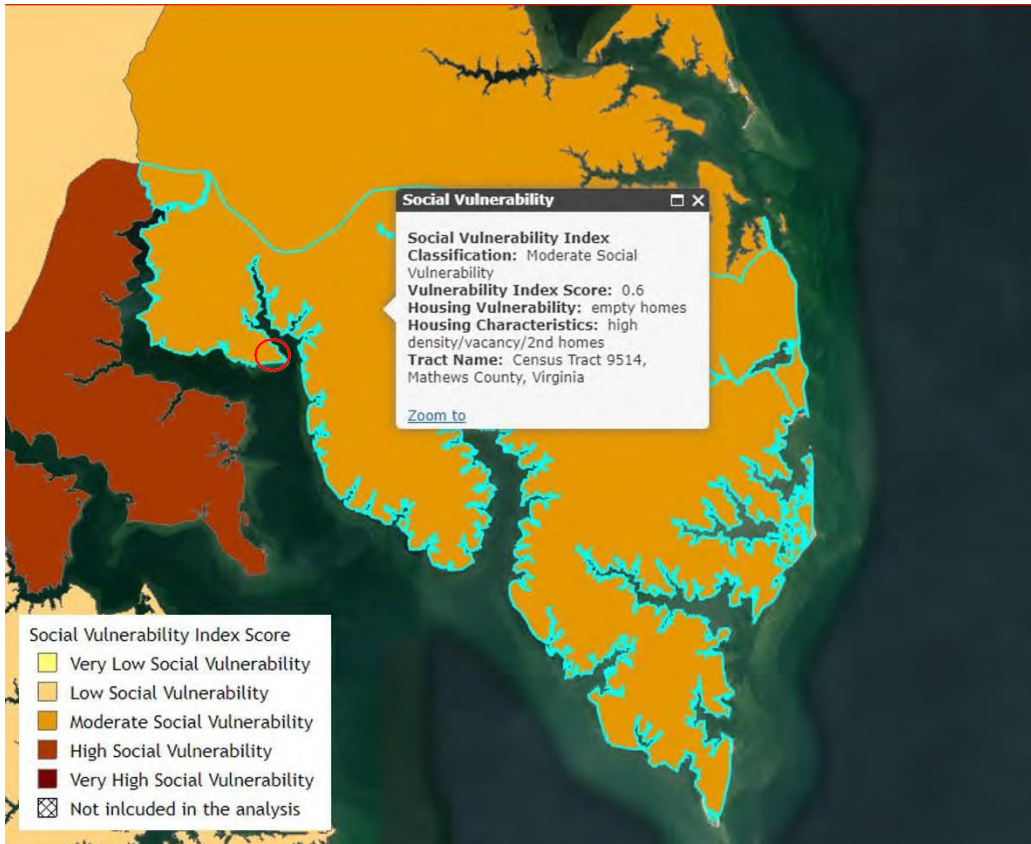 Social Vulnerability
Social Vulnerability Index
Classification: Moderate Social
Vulnerability
Vulnerability Index Score: 0.6
Housing Vulnerability: empty homes
Housing Characteristics: high
density/vacancy/2nd homes
Tract Name: Census Tract 9514,
Mathews County, Virginia
Zoom to
Social Vulnerability Index Score
Very Low Social Vulnerability
Low Social Vulnerability
Moderate Social Vulnerability
High Social Vulnerability
Very High Social Vulnerability
Not inlcuded in the analysis